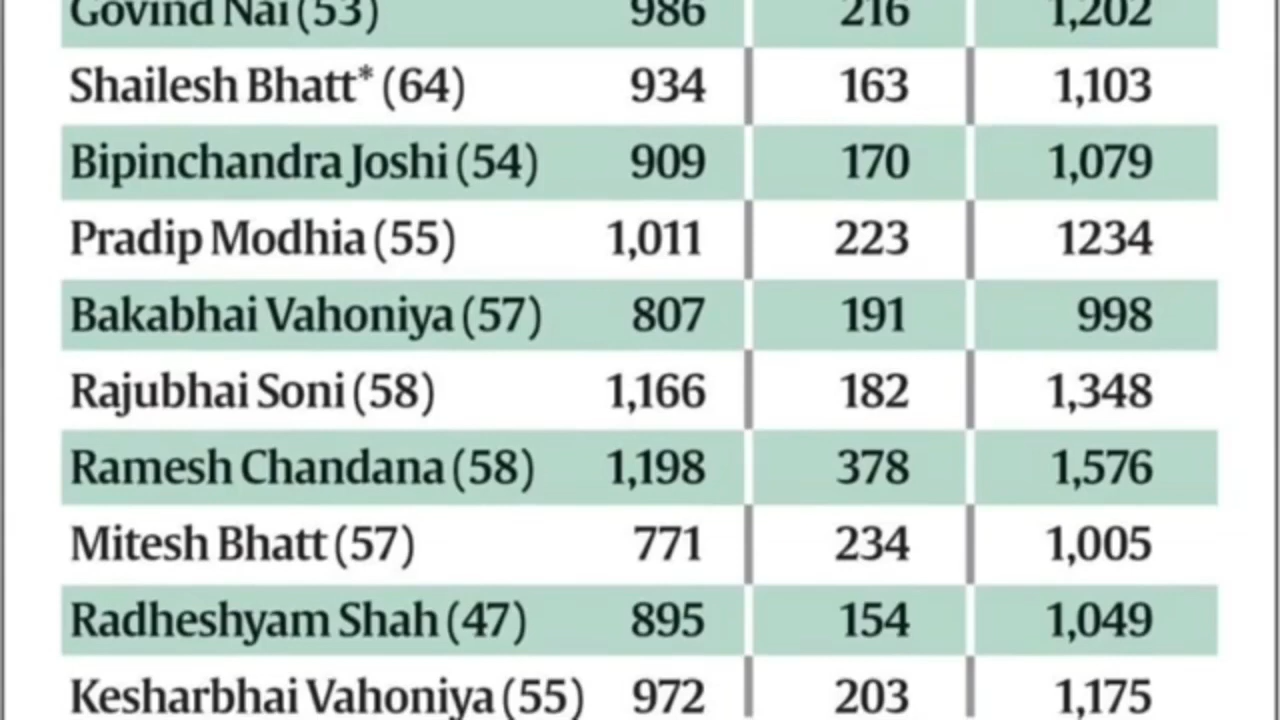 Govind Nai (53) 986 216 1,202
Shailesh Bhatt* (64) 934 163 1,103
Bipinchandra Joshi (54) 909 170 1,079
Pradip Modhia (55) 1,011 223 1234
Bakabhai Vahoniya (57) 807 191 998
Rajubhai Soni (58) 1,166 182 1,348
Ramesh Chandana (58) 1,198 378 1,576
Mitesh Bhatt (57) 771 234 1,005
Radheshyam Shah (47) 895 154 1,049
Kesharbhai Vahoniya (55) 972 203 1,175